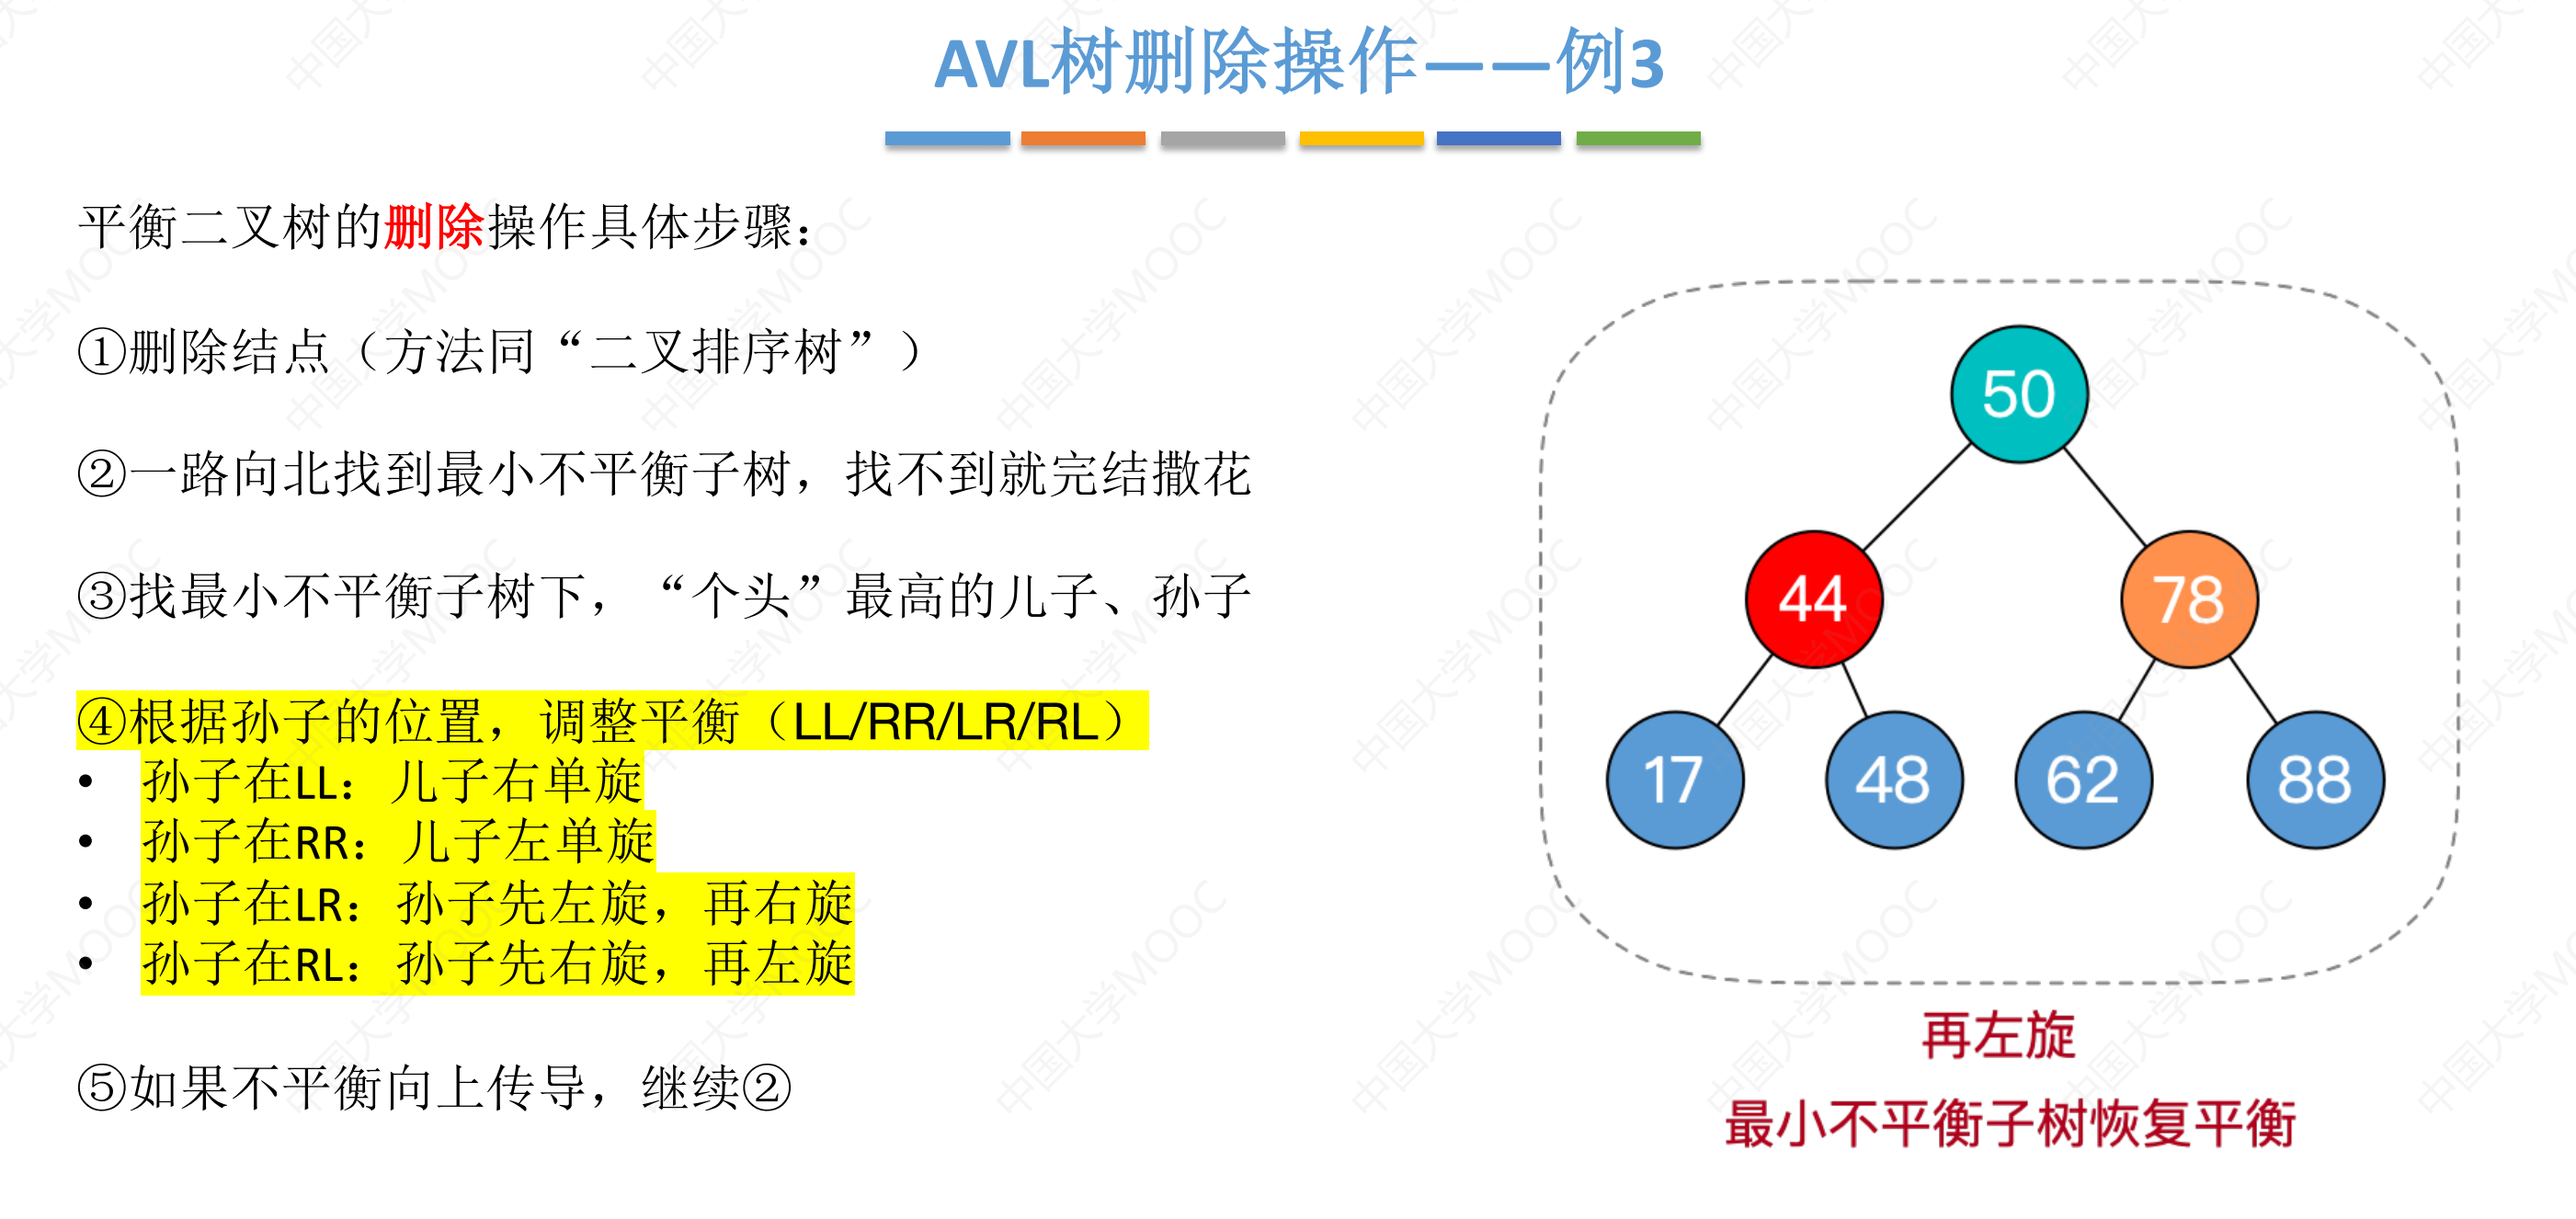 AVL树删除操作——例3
平衡二叉树的删除操作具体步骤：
①删除结点（方法同“二叉排序树”）
②一路向北找到最小不平衡子树，找不到就完结撒花
③找最小不平衡子树下，“个头”最高的儿子、孙子
④根据孙子的位置，调整平衡（LL/RR/LR/RL）
• 孙子在LL：儿子右单旋
• 孙子在RR：儿子左单旋
• 孙子在LR：孙子先左旋，再右旋
• 孙子在RL：孙子先右旋，再左旋
⑤如果不平衡向上传导，继续②
50
44 78
17 48 62 88
再左旋
最小不平衡子树恢复平衡
中国大学MOOC